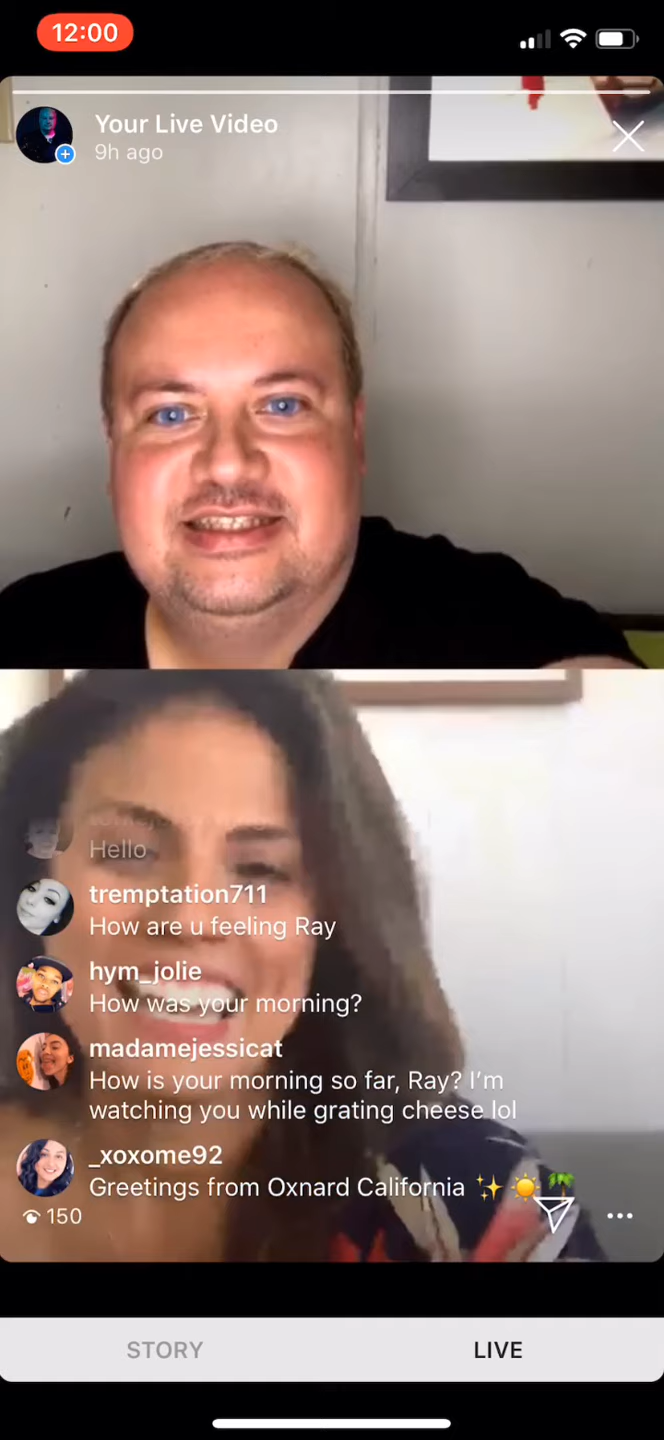 12:00
Your Live Video
9h ago
Hello
tremptation711
How are u feeling Ray
hym_jolie
How was your morning?
madamejessicat
How is your morning so far, Ray? I’m
watching you while grating cheese lol
_xoxome92
Greetings from Oxnard California ✨☀️🌴
150
STORY
LIVE